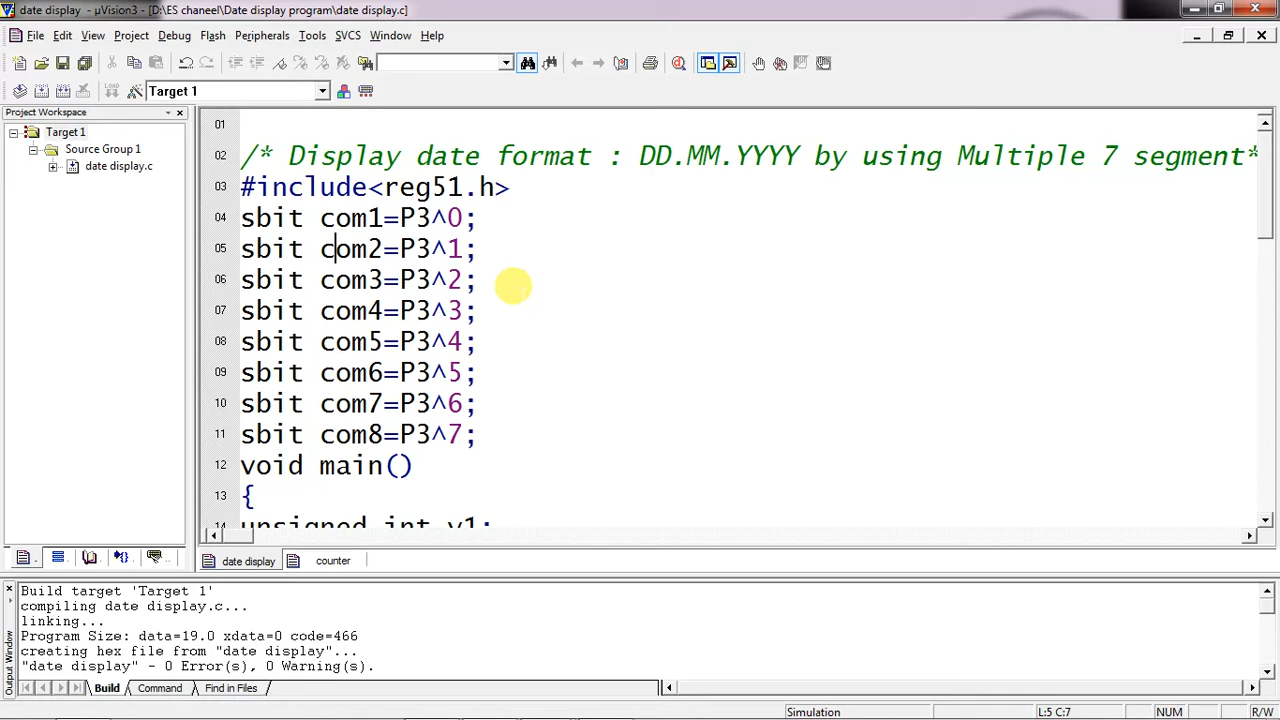 date display - µVision3 - [D:\ES chaneel\Date display program\date display.c]
File Edit View Project Debug Flash Peripherals Tools SVCS Window Help
LOAD Target 1
Project Workspace
Target 1
Source Group 1
date display.c
01
02 /* Display date format : DD.MM.YYYY by using Multiple 7 segment*
03 #include<reg51.h>
04 sbit com1=P3^0;
05 sbit com2=P3^1;
06 sbit com3=P3^2;
07 sbit com4=P3^3;
08 sbit com5=P3^4;
09 sbit com6=P3^5;
10 sbit com7=P3^6;
11 sbit com8=P3^7;
12 void main()
13 {
14 unsigned int y1;
date display counter
Build target 'Target 1'
compiling date display.c...
linking...
Program Size: data=19.0 xdata=0 code=466
creating hex file from "date display"...
"date display" - 0 Error(s), 0 Warning(s).
Output Window
Build Command Find in Files
Simulation L:5 C:7 NUM R/W